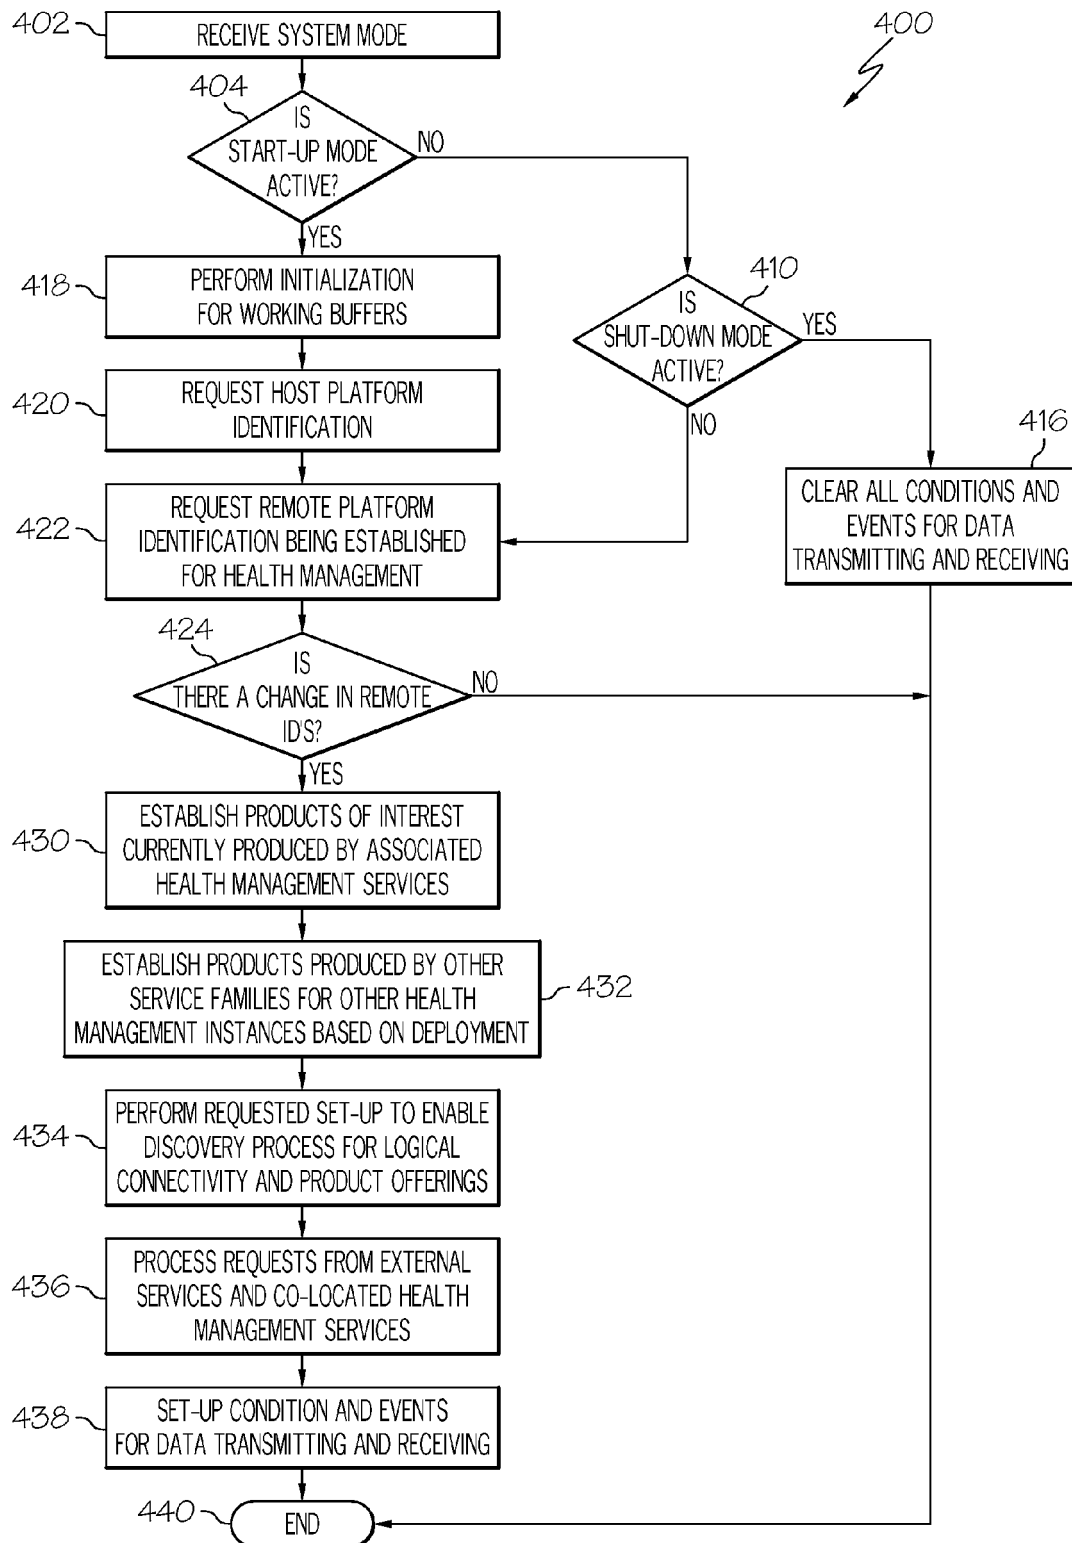 402
RECEIVE SYSTEM MODE
400
404
IS
START-UP MODE
ACTIVE?
NO
YES
418
PERFORM INITIALIZATION
FOR WORKING BUFFERS
410
IS
SHUT-DOWN MODE
ACTIVE?
YES
NO
420
REQUEST HOST PLATFORM
IDENTIFICATION
416
CLEAR ALL CONDITIONS AND
EVENTS FOR DATA
TRANSMITTING AND RECEIVING
422
REQUEST REMOTE PLATFORM
IDENTIFICATION BEING ESTABLISHED
FOR HEALTH MANAGEMENT
424
IS
THERE A CHANGE IN REMOTE
ID'S?
NO
YES
430
ESTABLISH PRODUCTS OF INTEREST
CURRENTLY PRODUCED BY ASSOCIATED
HEALTH MANAGEMENT SERVICES
ESTABLISH PRODUCTS PRODUCED BY OTHER
SERVICE FAMILIES FOR OTHER HEALTH
MANAGEMENT INSTANCES BASED ON DEPLOYMENT
432
434
PERFORM REQUESTED SET-UP TO ENABLE
DISCOVERY PROCESS FOR LOGICAL
CONNECTIVITY AND PRODUCT OFFERINGS
436
PROCESS REQUESTS FROM EXTERNAL
SERVICES AND CO-LOCATED HEALTH
MANAGEMENT SERVICES
438
SET-UP CONDITION AND EVENTS
FOR DATA TRANSMITTING AND RECEIVING
440
END